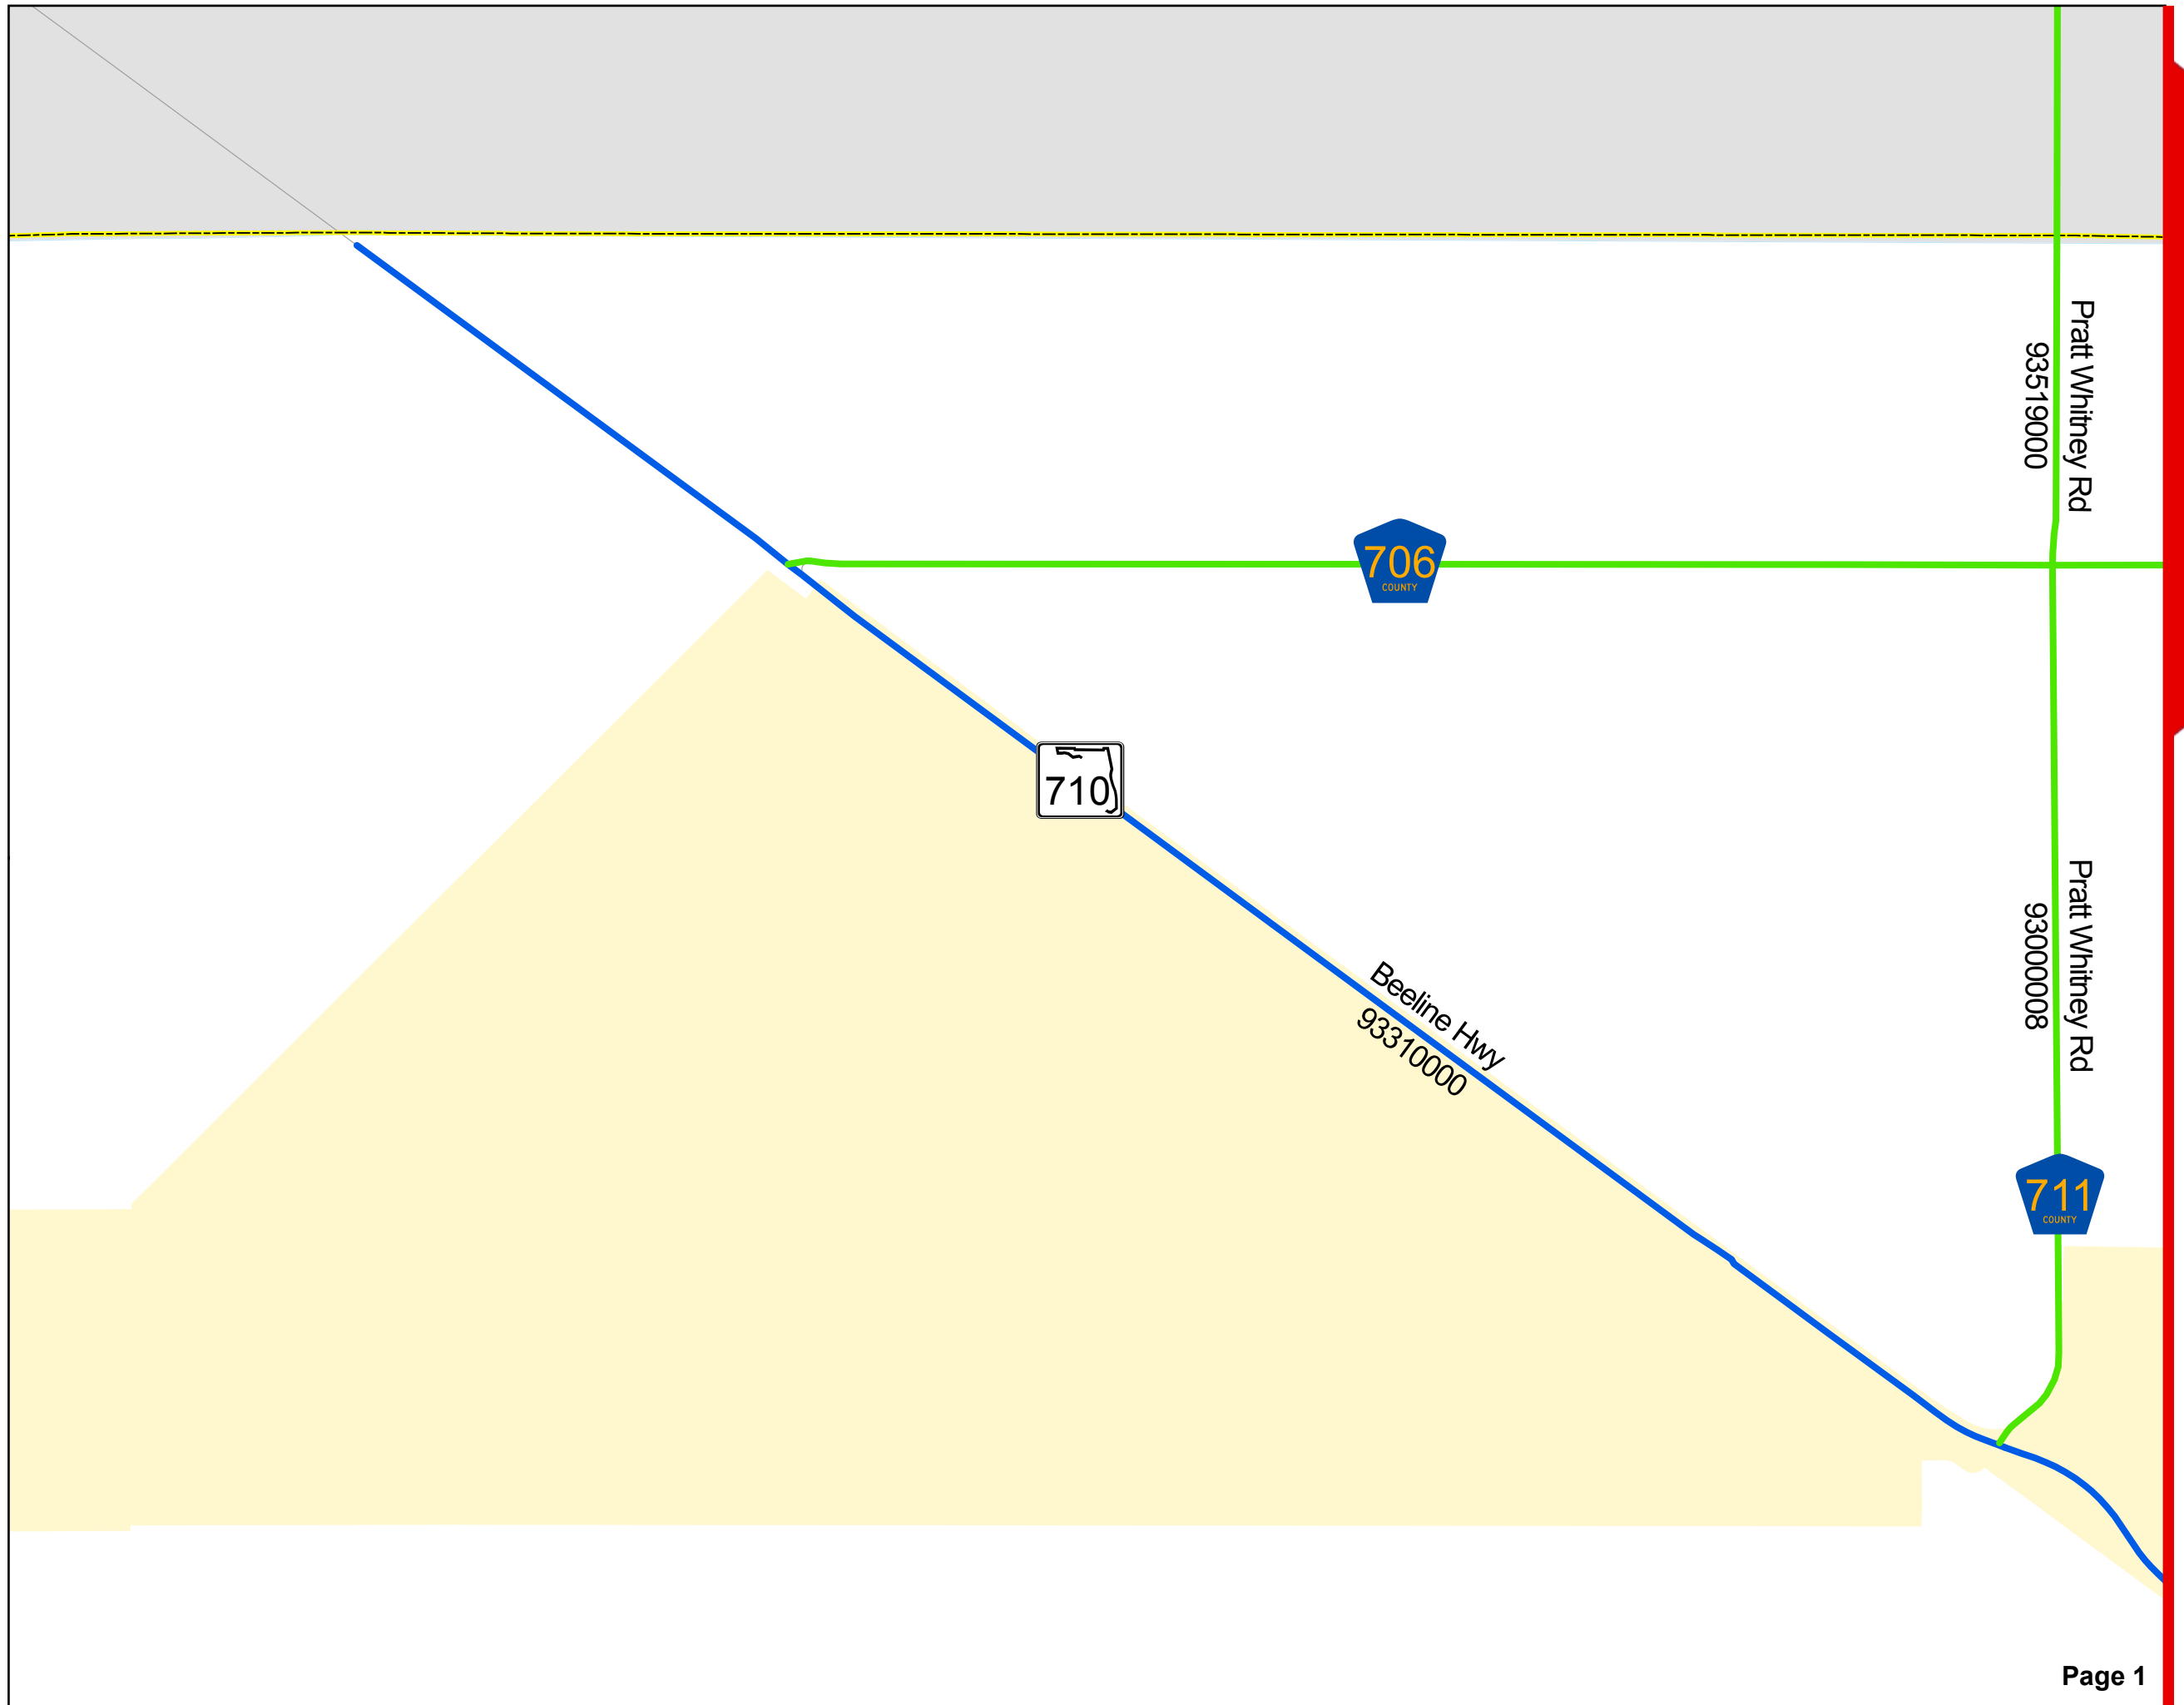 Pratt Whitney Rd
93519000
706
COUNTY
710
Pratt Whitney Rd
93000008
Beeline Hwy
93310000
711
COUNTY
Page 1